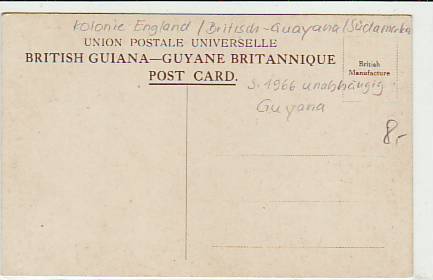 Kolonie England / Britisch-Guayana / Südamerika
UNION POSTALE UNIVERSELLE
BRITISH GUIANA—GUYANE BRITANNIQUE
POST CARD.
British
Manufacture
S. 1966 unabhängig
Guyana
8,-